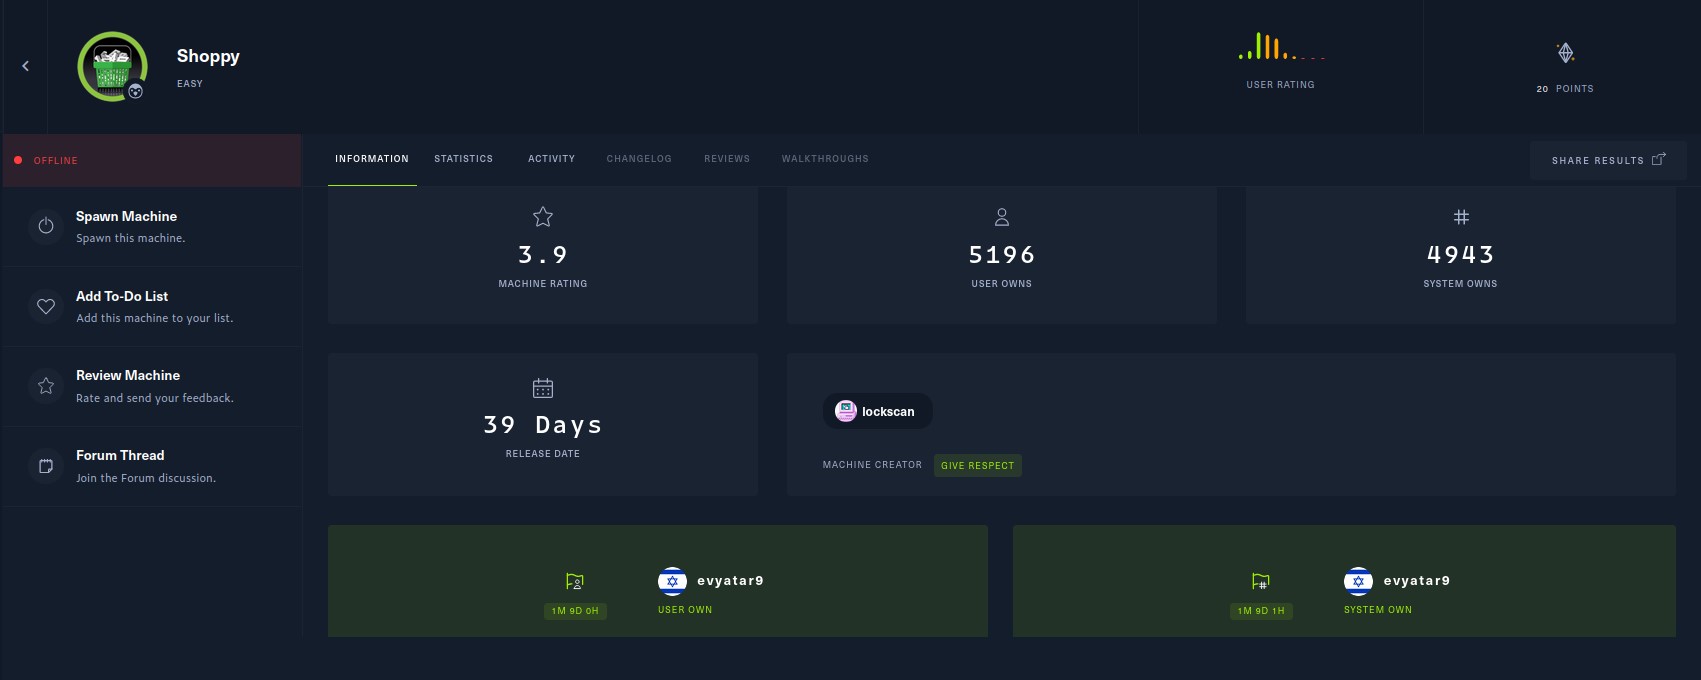 Shoppy
EASY
USER RATING
20 POINTS
OFFLINE
INFORMATION STATISTICS ACTIVITY CHANGELOG REVIEWS WALKTHROUGHS
SHARE RESULTS
Spawn Machine
Spawn this machine.
Add To-Do List
Add this machine to your list.
Review Machine
Rate and send your feedback.
Forum Thread
Join the Forum discussion.
3.9
MACHINE RATING
5196
USER OWNS
4943
SYSTEM OWNS
39 Days
RELEASE DATE
lockscan
MACHINE CREATOR GIVE RESPECT
evyatar9
1M 9D 0H USER OWN
evyatar9
1M 9D 1H SYSTEM OWN